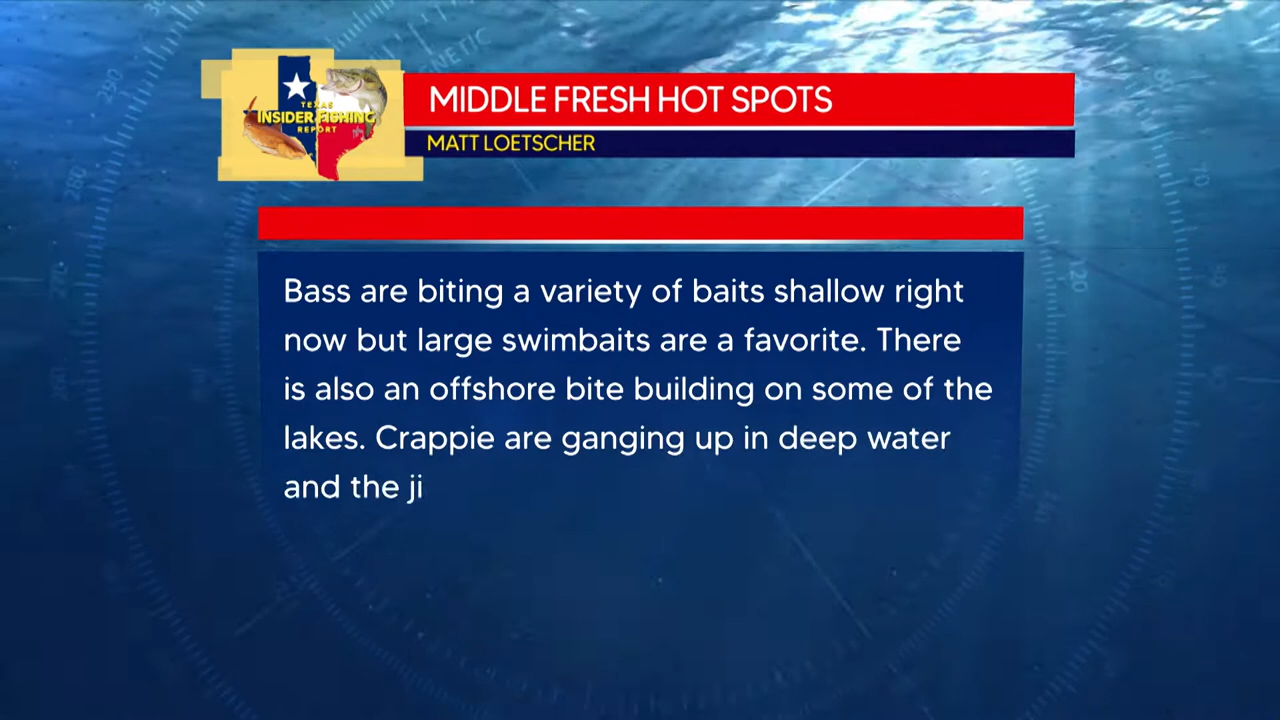 TEXAS
INSIDER FISHING
REPORT
MIDDLE FRESH HOT SPOTS
MATT LOETSCHER
Bass are biting a variety of baits shallow right
now but large swimbaits are a favorite. There
is also an offshore bite building on some of the
lakes. Crappie are ganging up in deep water
and the ji